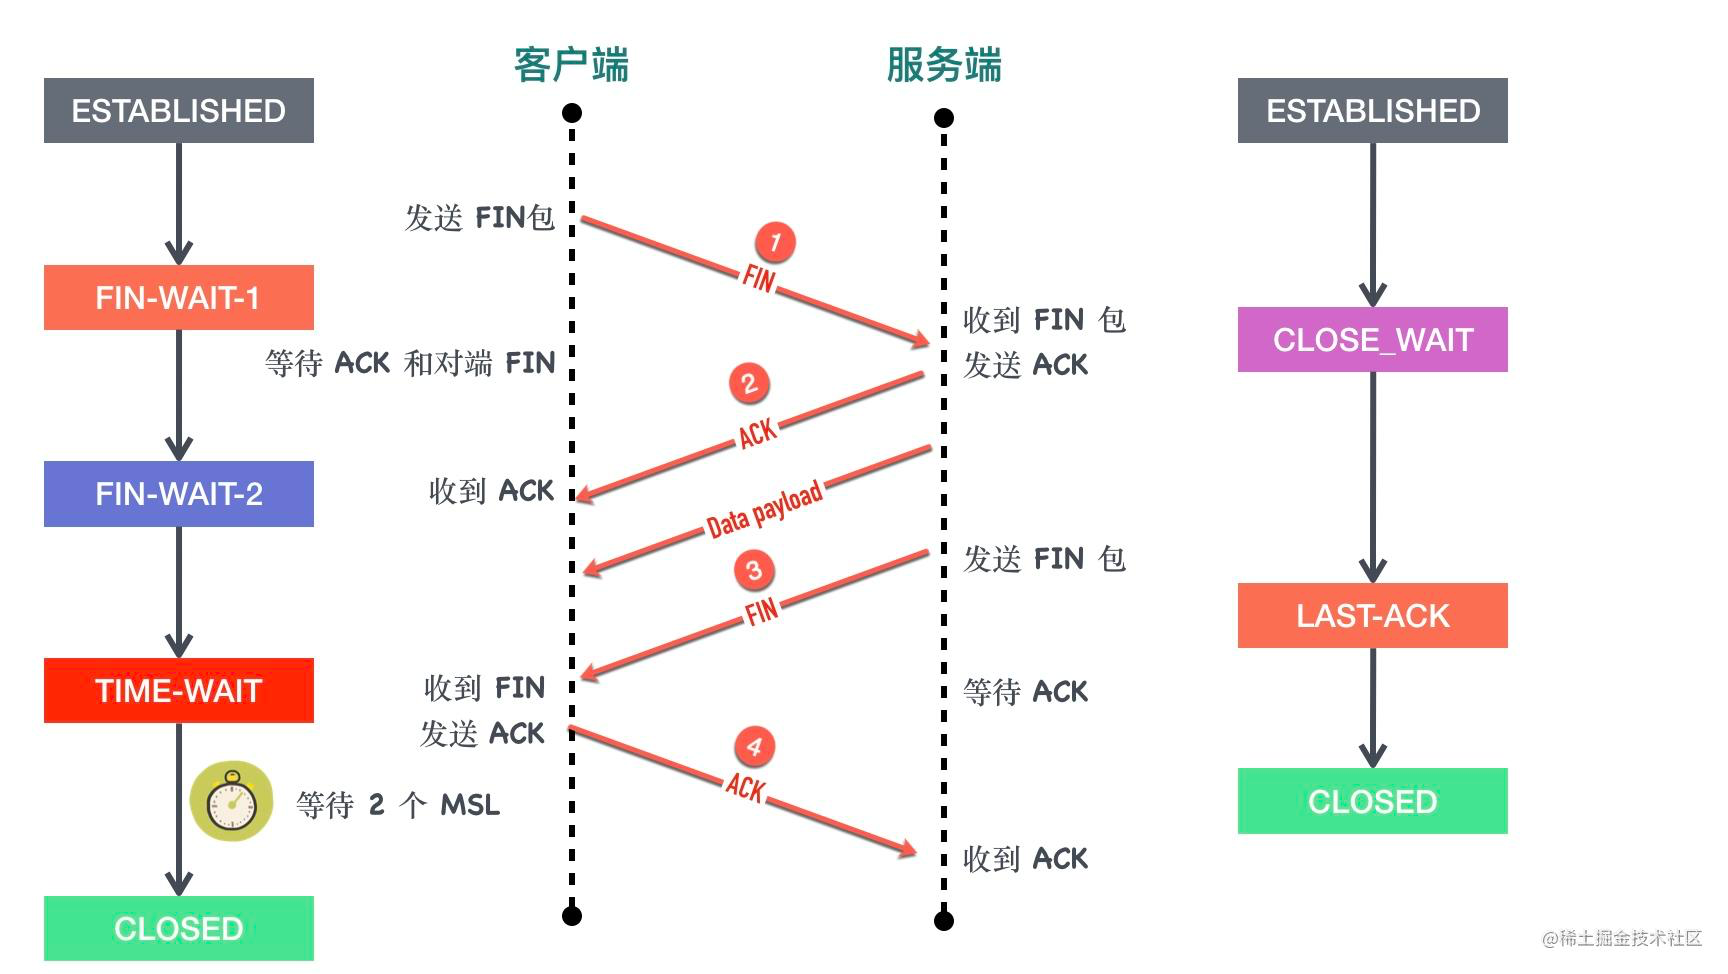 客户端
服务端
ESTABLISHED
ESTABLISHED
发送 FIN包
1
FIN
FIN-WAIT-1
收到 FIN 包
CLOSE_WAIT
等待 ACK 和对端 FIN
发送 ACK
2
ACK
FIN-WAIT-2
收到 ACK
Data payload
3
发送 FIN 包
FIN
LAST-ACK
TIME-WAIT
收到 FIN
等待 ACK
发送 ACK
4
ACK
等待 2 个 MSL
CLOSED
收到 ACK
CLOSED
@稀土掘金技术社区